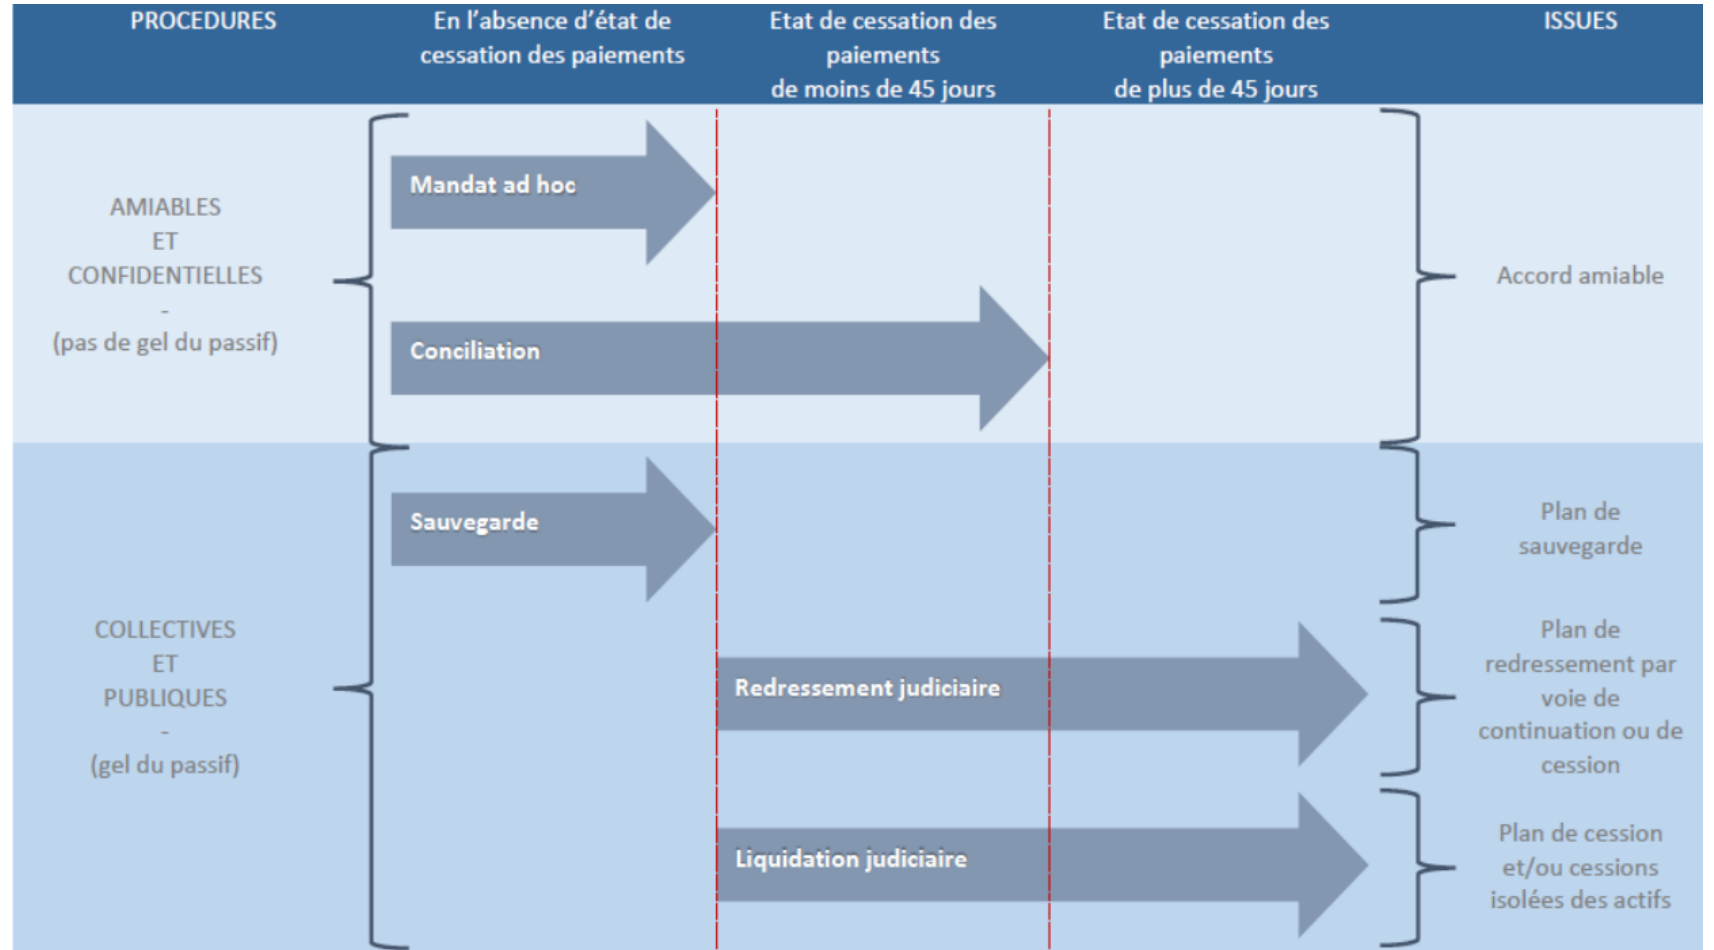 PROCEDURES
En l’absence d’état de
cessation des paiements
Etat de cessation des
paiements
de moins de 45 jours
Etat de cessation des
paiements
de plus de 45 jours
ISSUES
AMIABLES
ET
CONFIDENTIELLES
-
(pas de gel du passif)
Mandat ad hoc
Conciliation
Accord amiable
COLLECTIVES
ET
PUBLIQUES
-
(gel du passif)
Sauvegarde
Plan de
sauvegarde
Redressement judiciaire
Plan de
redressement par
voie de
continuation ou de
cession
Liquidation judiciaire
Plan de cession
et/ou cessions
isolées des actifs